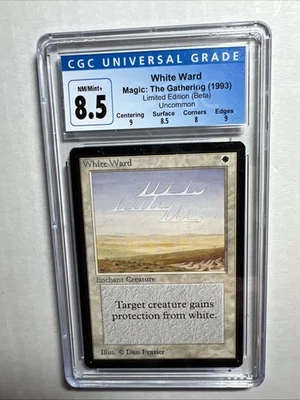 CGC UNIVERSAL GRADE
NM/Mint+
8.5
White Ward
Magic: The Gathering (1993)
Limited Edition (Beta)
Uncommon
Centering Surface Corners Edges
9 8.5 8 9
White Ward
Enchant Creature
Target creature gains
protection from white.
Illus. © Dan Frazier